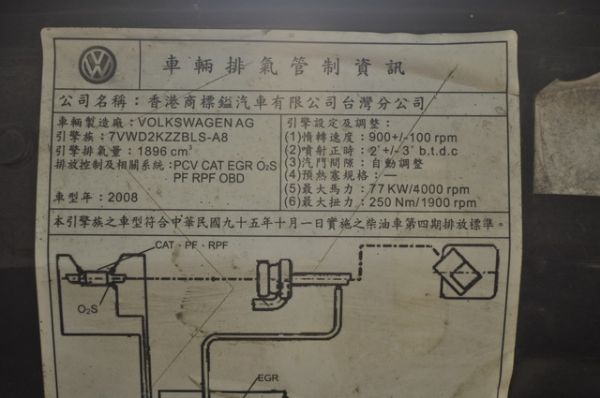 車輛排氣管制資訊
公司名稱：香港商標鎰汽車有限公司台灣分公司
車輛製造廠：VOLKSWAGEN AG
引擎族：7VWD2KZZBLS-A8
引擎排氣量：1896 cm³
排放控制及相關系統：PCV CAT EGR O₂S
PF RPF OBD
車型年：2008
引擎設定及調整：
(1)惰轉速度：900+/-100 rpm
(2)噴射正時：2°+/-3° b.t.d.c
(3)汽門間隙：自動調整
(4)預熱塞規格：—
(5)最大馬力：77 KW/4000 rpm
(6)最大扭力：250 Nm/1900 rpm
本引擎族之車型符合中華民國九十五年十月一日實施之柴油車第四期排放標準。
CAT、PF、RPF
O₂S
EGR